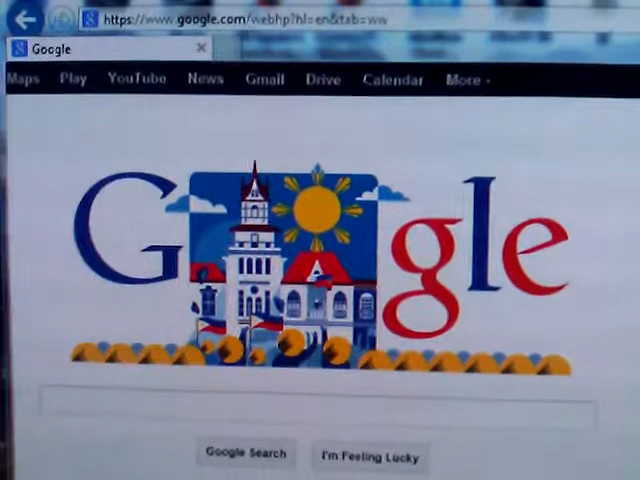 https://www.google.com/webhp?hl=en&tab=ww
Google
Maps Play YouTube News Gmail Drive Calendar More
Google
Google Search I'm Feeling Lucky